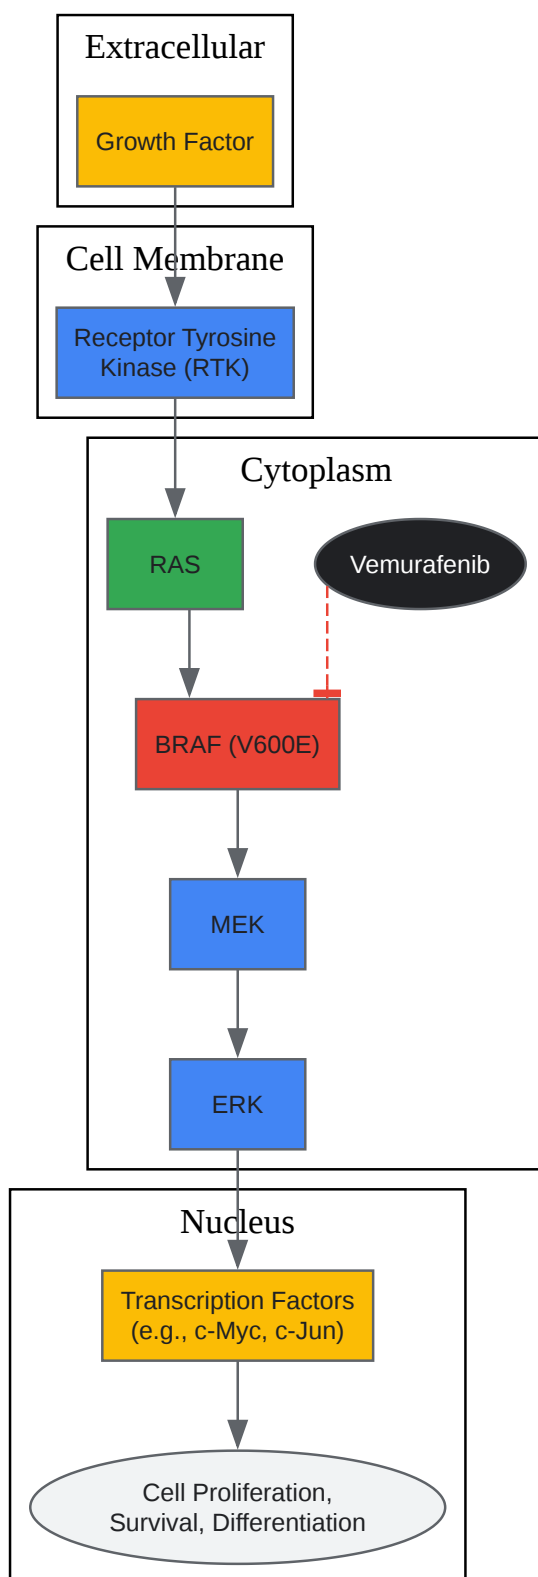 Extracellular
Growth Factor
Cell Membrane
Receptor Tyrosine
Kinase (RTK)
Cytoplasm
RAS
Vemurafenib
BRAF (V600E)
MEK
ERK
Nucleus
Transcription Factors
(e.g., c-Myc, c-Jun)
Cell Proliferation,
Survival, Differentiation